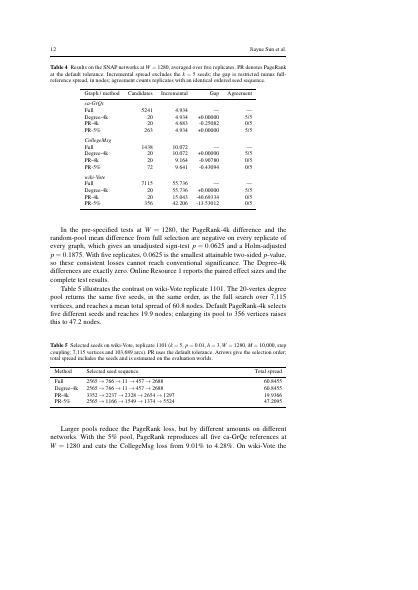 12 Jiayue Sun et al.
Table 4 Results on the SNAP networks at W = 1280, averaged over five replicates. PR denotes PageRank
at the default tolerance. Incremental spread excludes the k = 5 seeds; the gap is restricted minus full-
reference spread, in nodes; agreement counts replicates with an identical ordered seed sequence.
Graph / method Candidates Incremental Gap Agreement
ca-GrQc
Full 5241 4.934 — —
Degree-4k 20 4.934 +0.00000 5/5
PR-4k 20 4.683 -0.25082 0/5
PR-5% 263 4.934 +0.00000 5/5
CollegeMsg
Full 1438 10.072 — —
Degree-4k 20 10.072 +0.00000 5/5
PR-4k 20 9.164 -0.90780 0/5
PR-5% 72 9.641 -0.43094 0/5
wiki-Vote
Full 7115 55.736 — —
Degree-4k 20 55.736 +0.00000 5/5
PR-4k 20 15.043 -40.69334 0/5
PR-5% 356 42.206 -13.53012 0/5
In the pre-specified tests at W = 1280, the PageRank-4k difference and the
random-pool mean difference from full selection are negative on every replicate of
every graph, which gives an unadjusted sign-test p = 0.0625 and a Holm-adjusted
p = 0.1875. With five replicates, 0.0625 is the smallest attainable two-sided p-value,
so these consistent losses cannot reach conventional significance. The Degree-4k
differences are exactly zero. Online Resource 1 reports the paired effect sizes and the
complete test results.
Table 5 illustrates the contrast on wiki-Vote replicate 1101. The 20-vertex degree
pool returns the same five seeds, in the same order, as the full search over 7,115
vertices, and reaches a mean total spread of 60.8 nodes. Default PageRank-4k selects
five different seeds and reaches 19.9 nodes; enlarging its pool to 356 vertices raises
this to 47.2 nodes.
Table 5 Selected seeds on wiki-Vote, replicate 1101 (k = 5, p = 0.01, h = 3, W = 1280, M = 10,000, step
coupling; 7,115 vertices and 103,689 arcs). PR uses the default tolerance. Arrows give the selection order;
total spread includes the seeds and is estimated on the evaluation worlds.
Method Selected seed sequence Total spread
Full 2565 → 766 → 11 → 457 → 2688 60.8455
Degree-4k 2565 → 766 → 11 → 457 → 2688 60.8455
PR-4k 3352 → 2237 → 2328 → 2654 → 1297 19.9366
PR-5% 2565 → 1166 → 1549 → 1374 → 5524 47.2095
Larger pools reduce the PageRank loss, but by different amounts on different
networks. With the 5% pool, PageRank reproduces all five ca-GrQc references at
W = 1280 and cuts the CollegeMsg loss from 9.01% to 4.28%. On wiki-Vote the